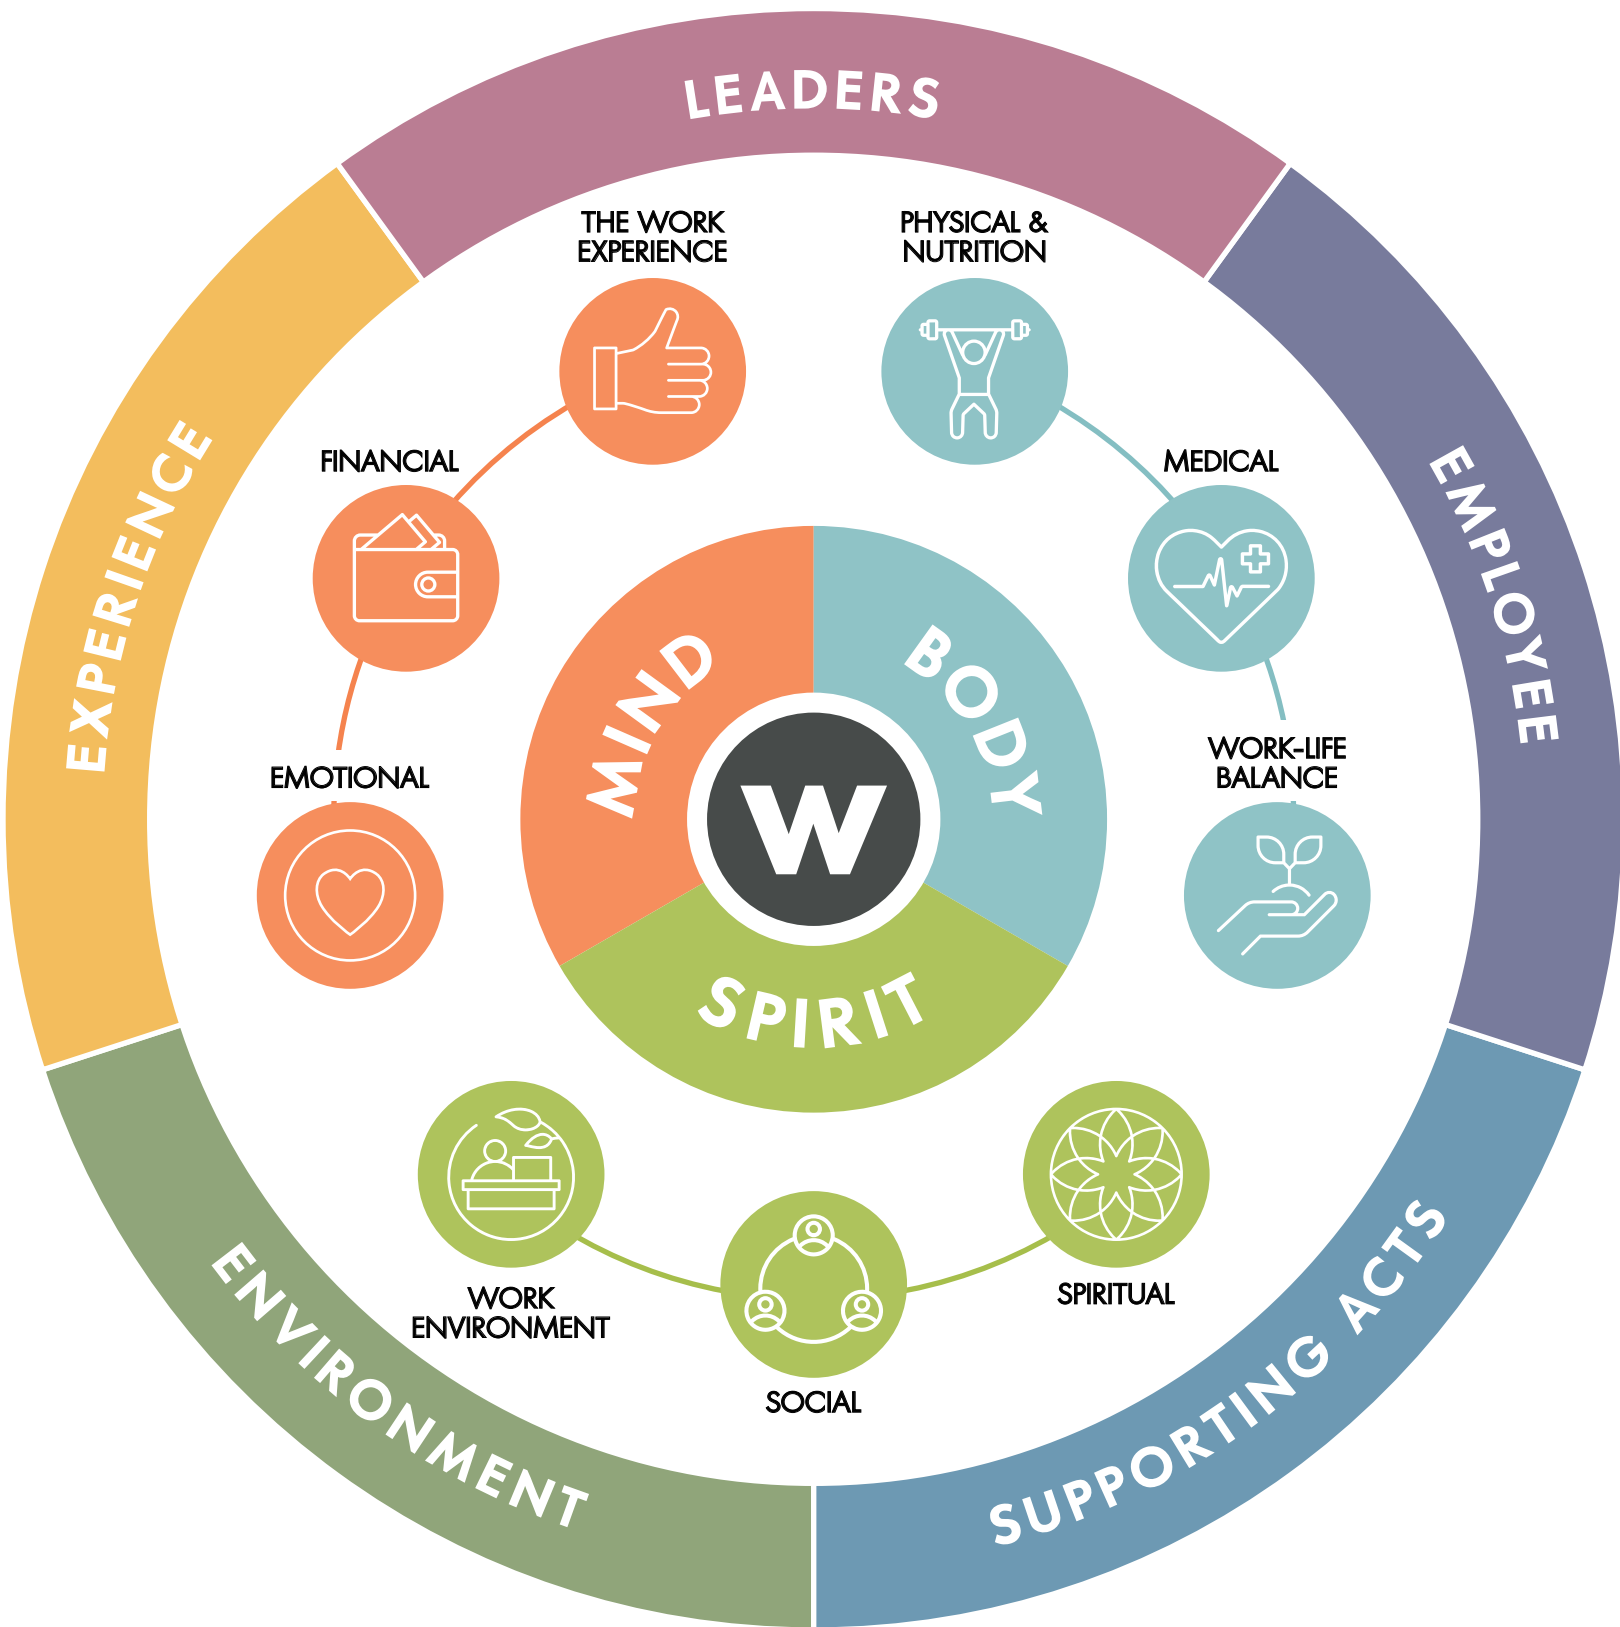 LEADERS
THE WORK
EXPERIENCE
PHYSICAL &
NUTRITION
FINANCIAL
MEDICAL
EXPERIENCE
EMPLOYEE
MIND
BODY
EMOTIONAL
WORK-LIFE
BALANCE
W
SPIRIT
WORK
ENVIRONMENT
SPIRITUAL
SOCIAL
ENVIRONMENT
SUPPORTING ACTS